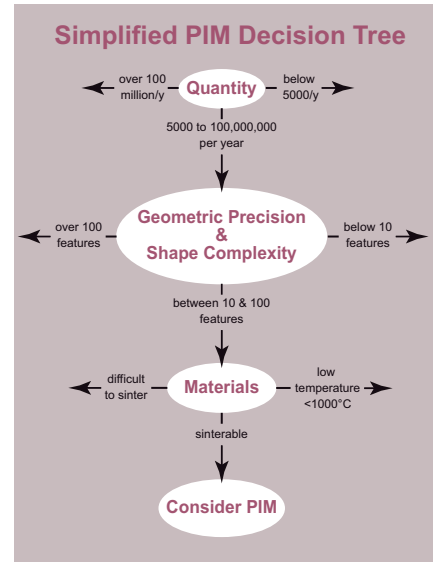 Simplified PIM Decision Tree
over 100
million/y
Quantity
below
5000/y
5000 to 100,000,000
per year
over 100
features
Geometric Precision
&
Shape Complexity
below 10
features
between 10 & 100
features
difficult
to sinter
Materials
low
temperature
<1000°C
sinterable
Consider PIM